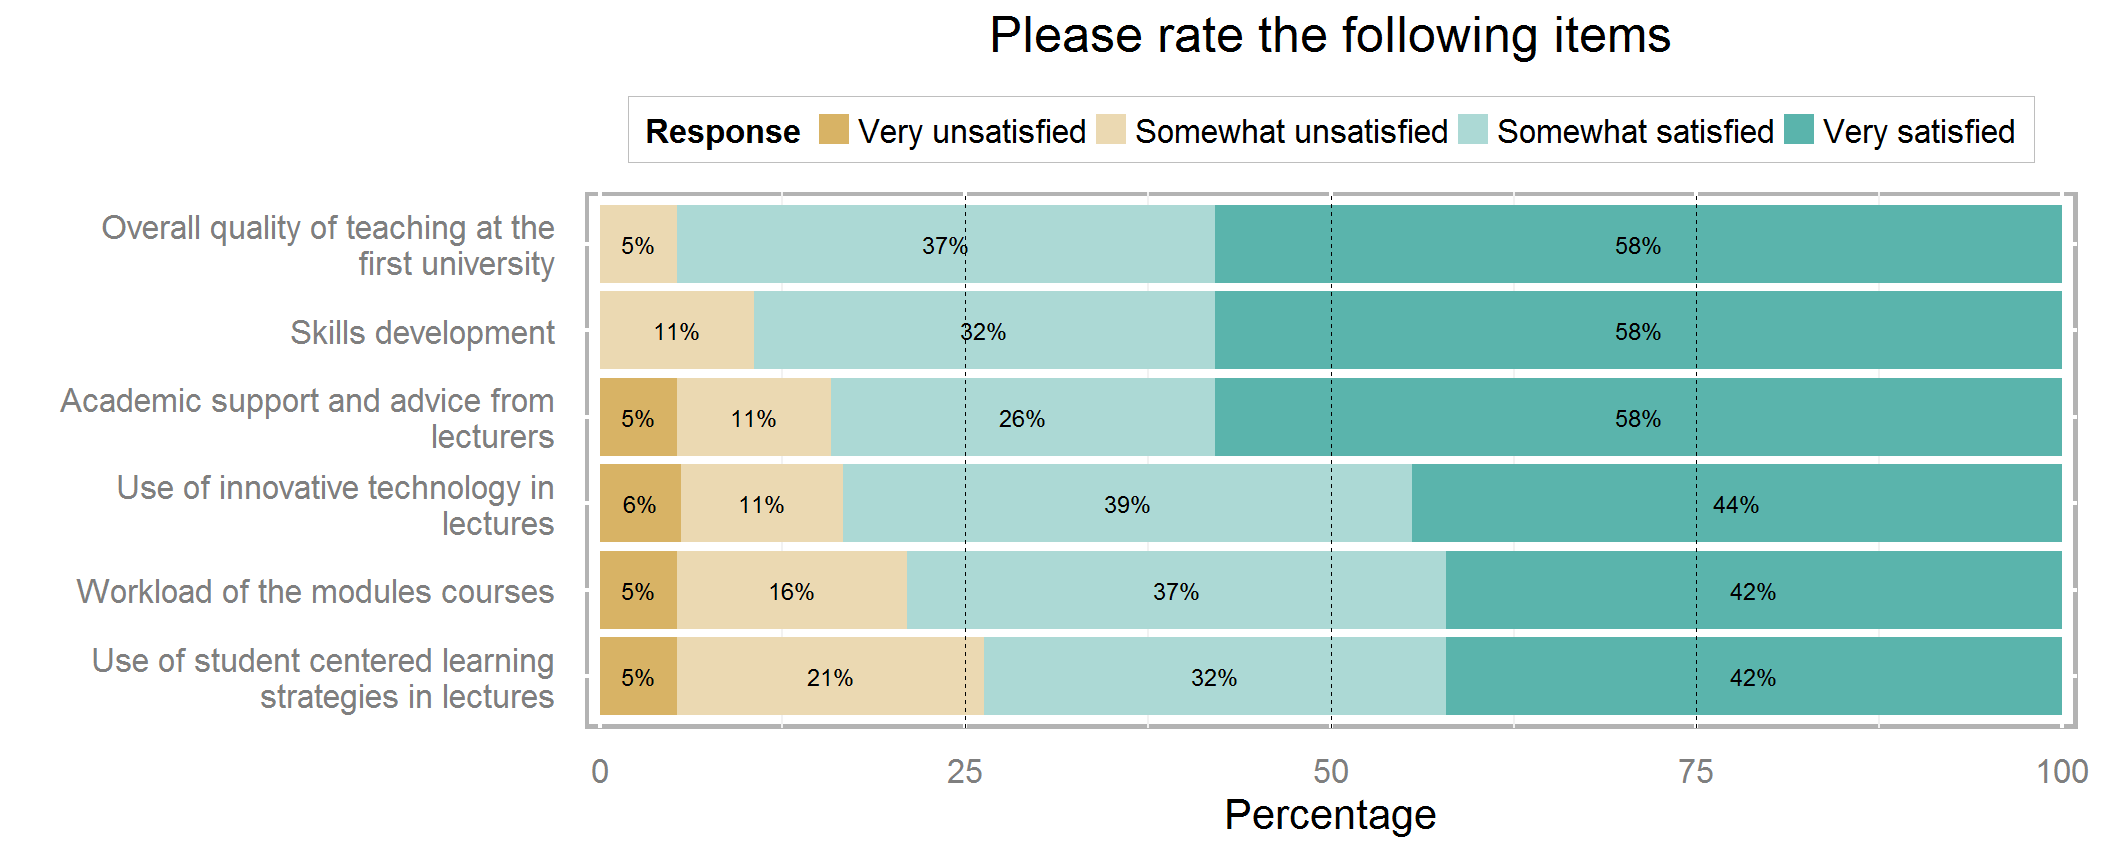 Please rate the following items
Response Very unsatisfied Somewhat unsatisfied Somewhat satisfied Very satisfied
Overall quality of teaching at the
first university
5% 37% 58%
Skills development
11% 32% 58%
Academic support and advice from
lecturers
5% 11% 26% 58%
Use of innovative technology in
lectures
6% 11% 39% 44%
Workload of the modules courses
5% 16% 37% 42%
Use of student centered learning
strategies in lectures
5% 21% 32% 42%
0 25 50 75 100
Percentage